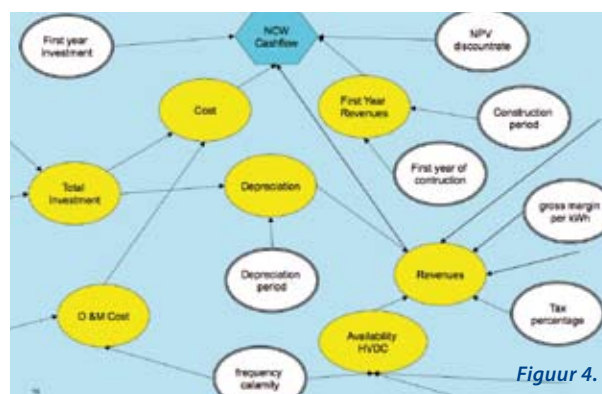 First year
investment
NCW
Cashflow
NPV
discountrate
Cost
First Year
Revenues
Construction
period
First year of
contruction
Total
Investment
Depreciation
gross margin
per kWh
Depreciation
period
Revenues
Tax
percentage
O &M Cost
Availability
HVDC
frequency
calamity
Figuur 4.